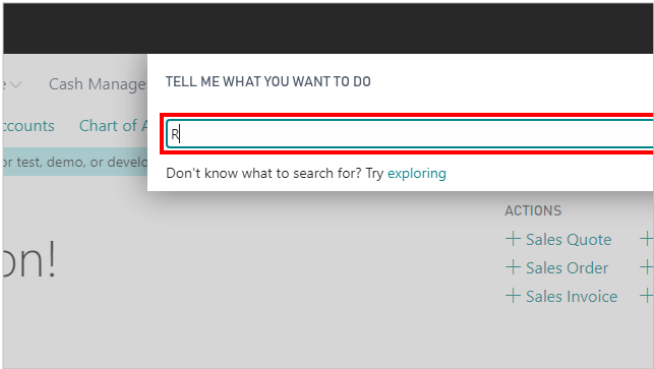 Cash Manage
TELL ME WHAT YOU WANT TO DO
ccounts Chart of A
R
or test, demo, or develo
Don't know what to search for? Try exploring
ACTIONS
on!
+ Sales Quote +
+ Sales Order +
+ Sales Invoice +